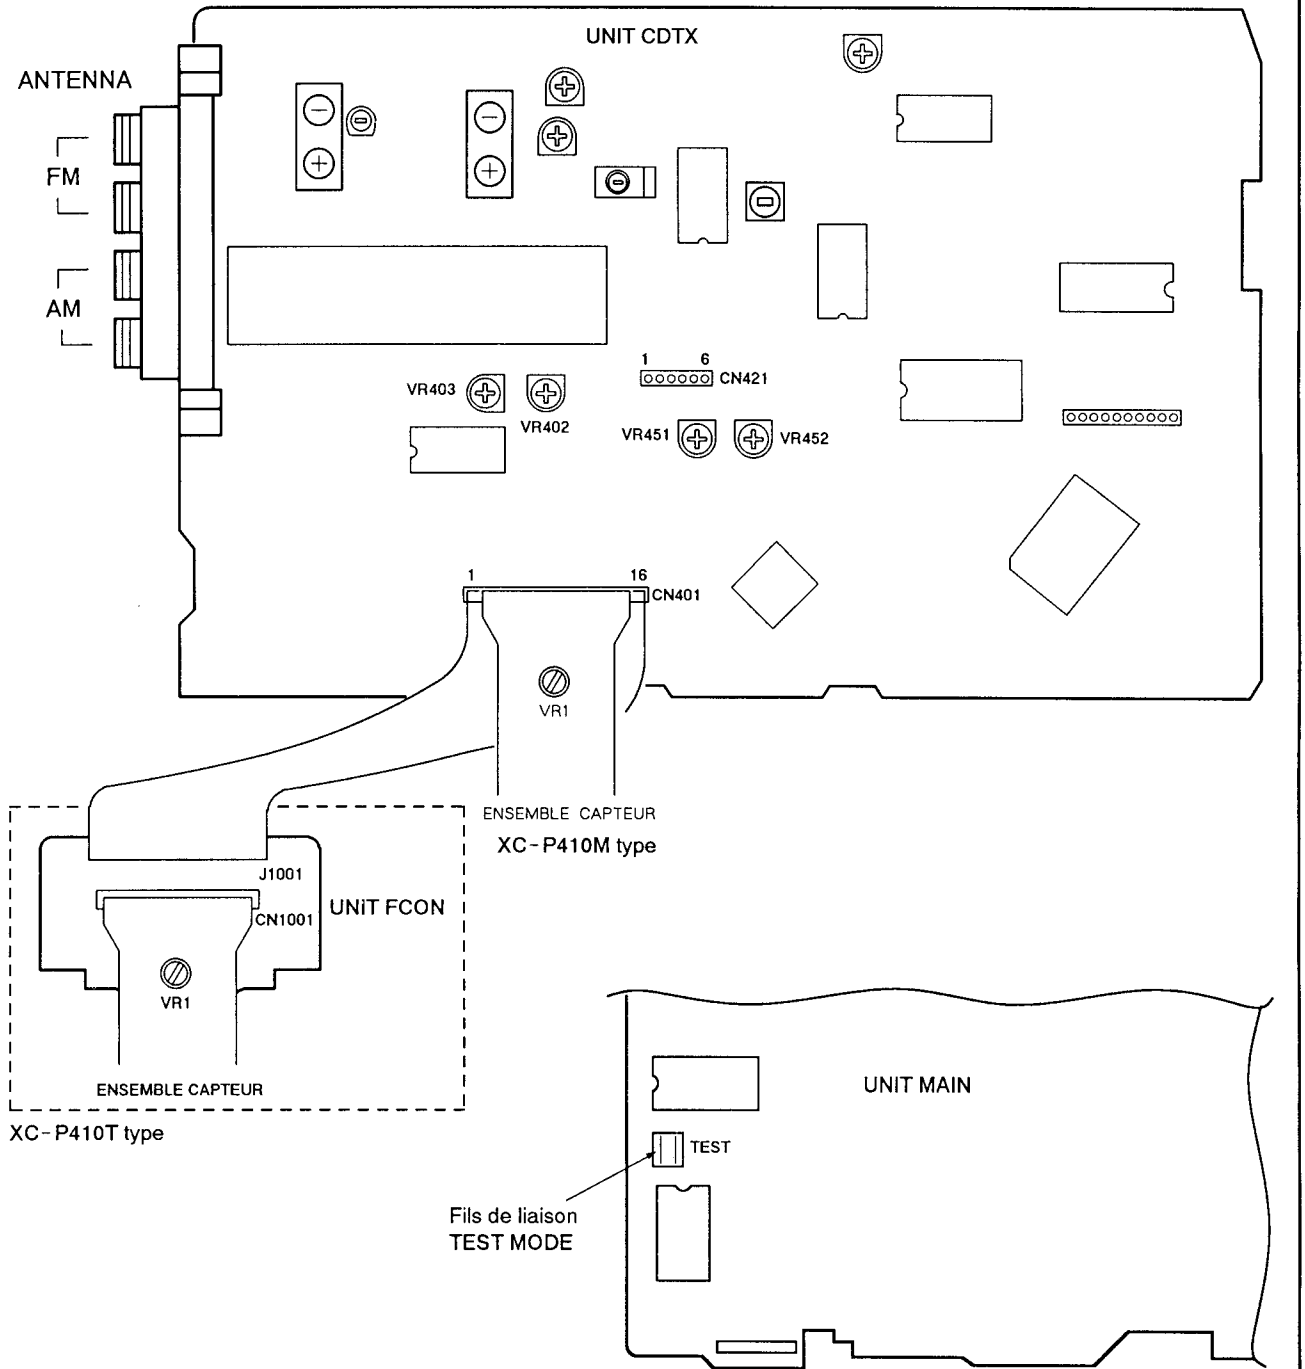 UNIT CDTX
ANTENNA
FM
AM
1 6
CN421
VR403
VR402
VR451
VR452
1 16
CN401
VR1
ENSEMBLE CAPTEUR
XC-P410M type
J1001
CN1001
UNiT FCON
VR1
ENSEMBLE CAPTEUR
XC-P410T type
UNIT MAIN
TEST
Fils de liaison
TEST MODE